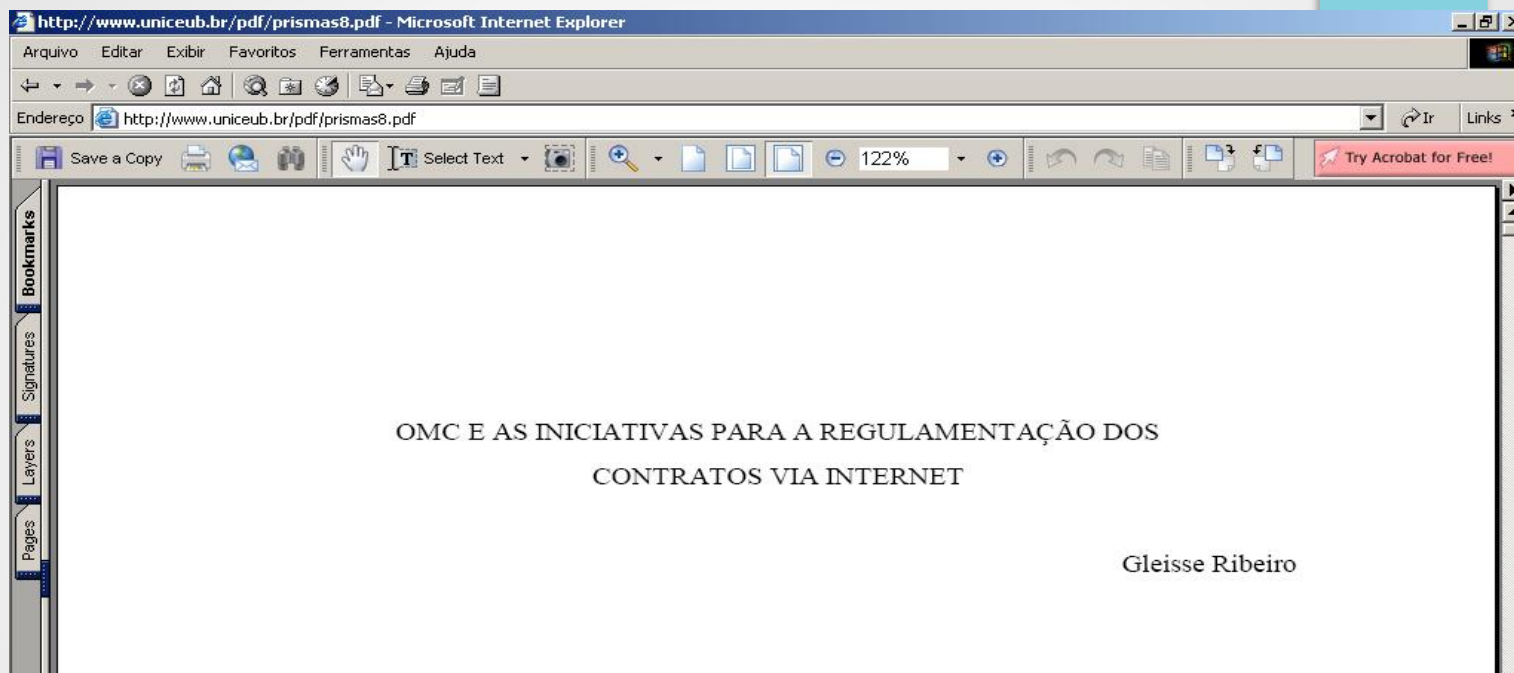 http://www.uniceub.br/pdf/prismas8.pdf - Microsoft Internet Explorer
Arquivo Editar Exibir Favoritos Ferramentas Ajuda
Endereço http://www.uniceub.br/pdf/prismas8.pdf Ir Links
Save a Copy Select Text 122% Try Acrobat for Free!
Bookmarks
Signatures
Layers
Pages
OMC E AS INICIATIVAS PARA A REGULAMENTAÇÃO DOS
CONTRATOS VIA INTERNET
Gleisse Ribeiro